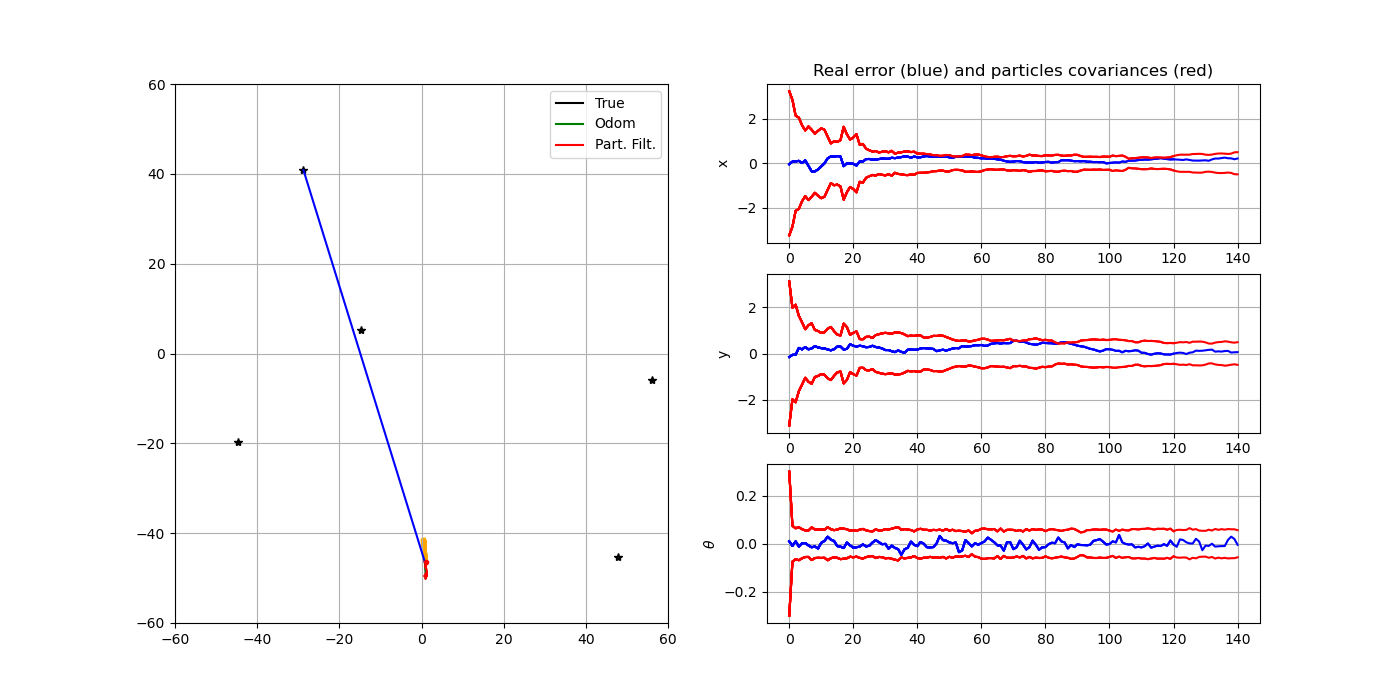 60
40
20
0
−20
−40
−60
−60 −40 −20 0 20 40 60
True
Odom
Part. Filt.
Real error (blue) and particles covariances (red)
x
2
0
−2
0 20 40 60 80 100 120 140
y
2
0
−2
0 20 40 60 80 100 120 140
θ
0.2
0.0
−0.2
0 20 40 60 80 100 120 140